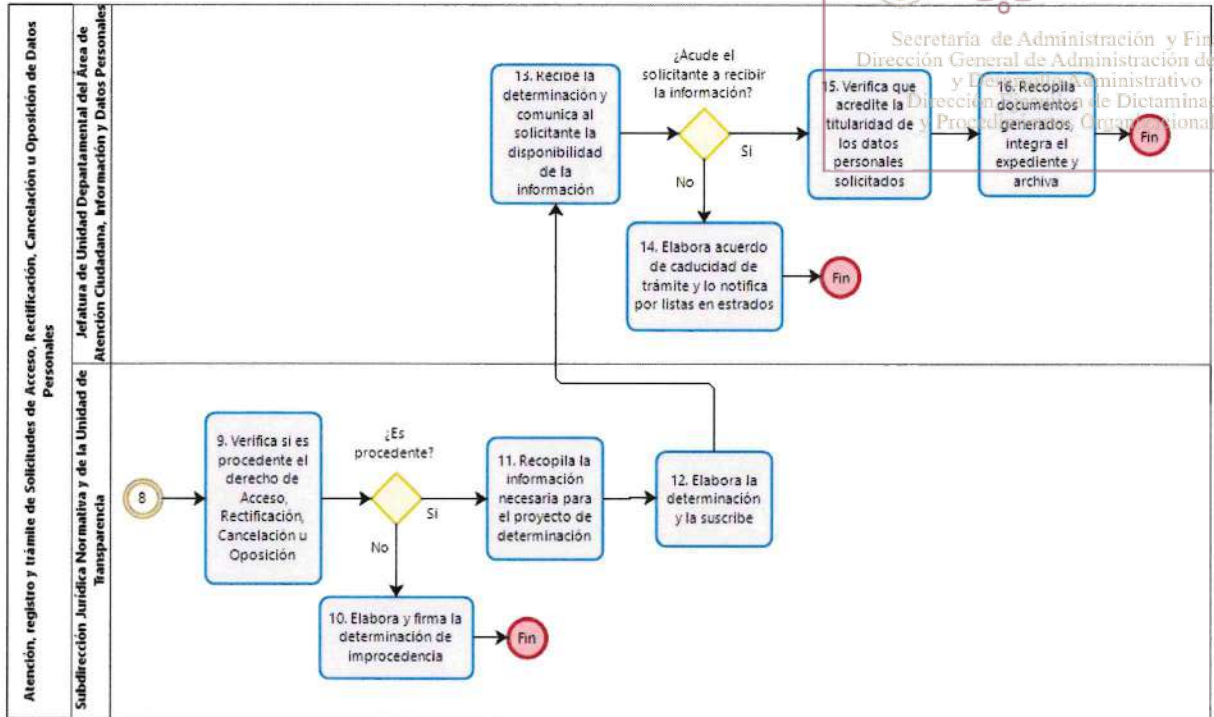 Atención, registro y trámite de Solicitudes de Acceso, Rectificación, Cancelación u Oposición de Datos
Personales
Jefatura de Unidad Departamental del Área de
Atención Ciudadana, Información y Datos Personales
13. Recibe la
determinación y
comunica al
solicitante la
disponibilidad
de la
información
¿Acude el
solicitante a recibir
la información?
Si
No
14. Elabora acuerdo
de caducidad de
trámite y lo notifica
por listas en estrados
Fin
15. Verifica que
acredite la
titularidad de
los datos
personales
solicitados
16. Recopila
documentos
generados,
integra el
expediente y
archiva
Fin
Secretaría de Administración y Fin
Dirección General de Administración de
y Administrativo
Dirección de Dictamina
y
Subdirección Jurídica Normativa y de la Unidad de
Transparencia
8
9. Verifica si es
procedente el
derecho de
Acceso,
Rectificación,
Cancelación u
Oposición
¿Es
procedente?
Si
No
10. Elabora y firma la
determinación de
improcedencia
Fin
11. Recopila la
información
necesaria para
el proyecto de
determinación
12. Elabora la
determinación
y la suscribe